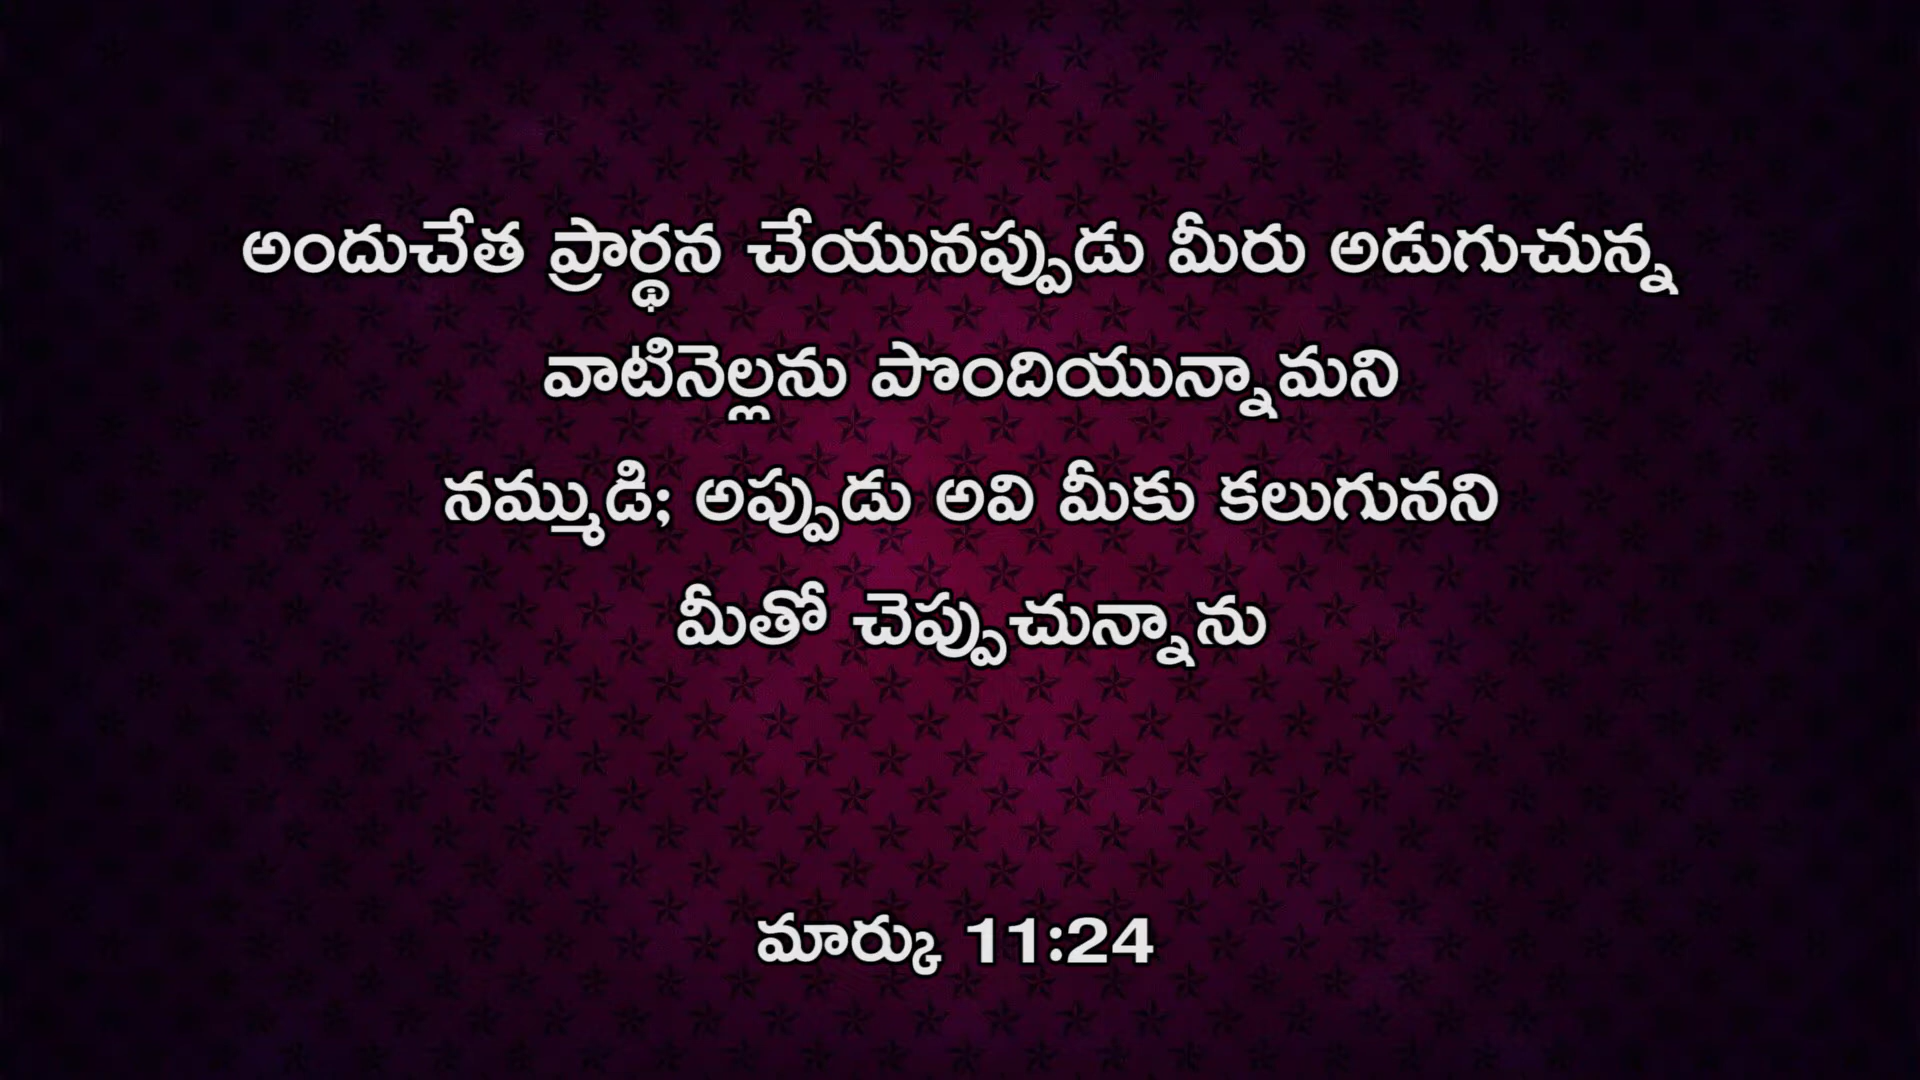 అందుచేత ప్రార్థన చేయునప్పుడు మీరు అడుగుచున్న
వాటినెల్లను పొందియున్నామని
నమ్ముడి; అప్పుడు అవి మీకు కలుగునని
మీతో చెప్పుచున్నాను
మార్కు 11:24